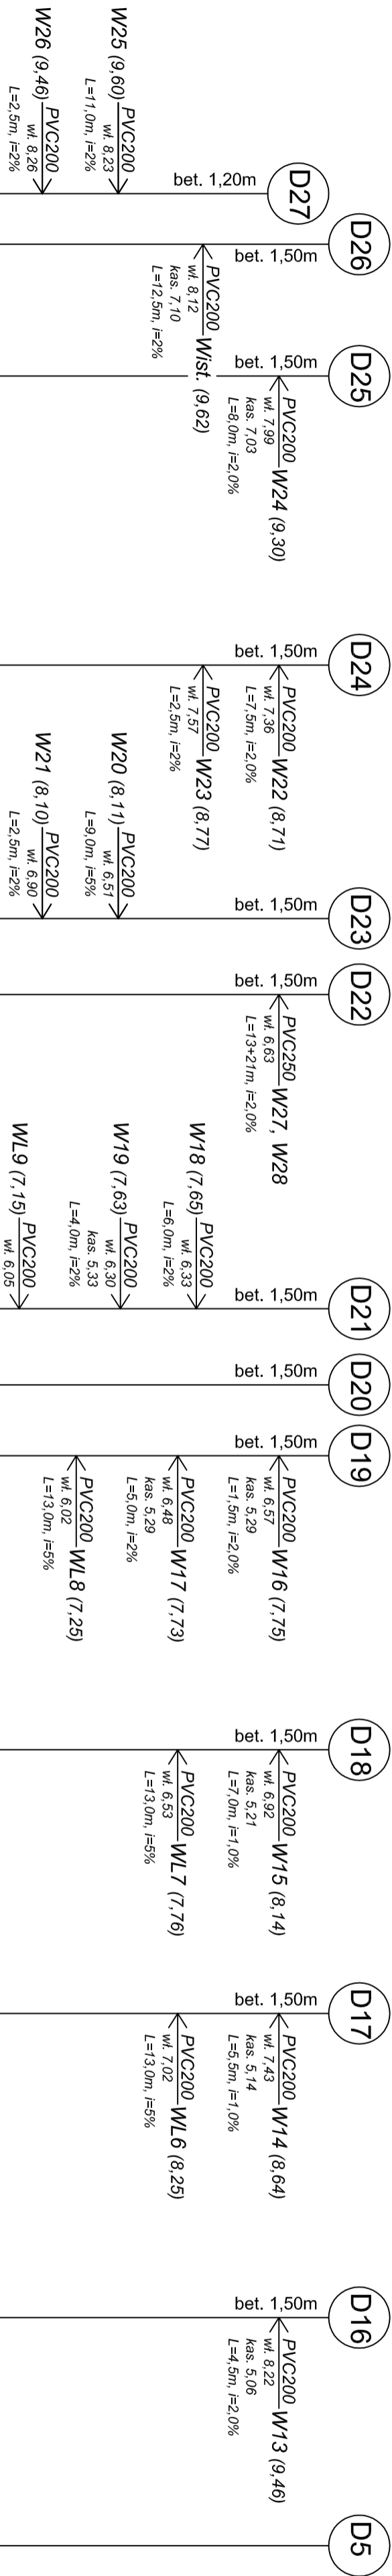 D27
bet. 1,20m
W25 (9,60)
PVC200
wł. 8,23
L=11,0m, i=2%
W26 (9,46)
PVC200
wł. 8,26
L=2,5m, i=2%
D26
bet. 1,50m
PVC200
wł. 8,12
kas. 7,10
L=12,5m, i=2%
Wist. (9,62)
D25
bet. 1,50m
PVC200
wł. 7,99
kas. 7,03
L=8,0m, i=2,0%
W24 (9,30)
D24
bet. 1,50m
PVC200
wł. 7,36
L=7,5m, i=2,0%
W22 (8,71)
PVC200
wł. 7,57
L=2,5m, i=2%
W23 (8,77)
D23
bet. 1,50m
W20 (8,11)
PVC200
wł. 6,51
L=9,0m, i=5%
W21 (8,10)
PVC200
wł. 6,90
L=2,5m, i=2%
D22
bet. 1,50m
PVC250
wł. 6,63
L=13+21m, i=2,0%
W27, W28
D21
bet. 1,50m
W18 (7,65)
PVC200
wł. 6,33
L=6,0m, i=2%
W19 (7,63)
PVC200
wł. 6,30
kas. 5,33
L=4,0m, i=2%
WL9 (7,15)
PVC200
wł. 6,05
D20
bet. 1,50m
D19
bet. 1,50m
PVC200
wł. 6,57
kas. 5,29
L=1,5m, i=2,0%
W16 (7,75)
PVC200
wł. 6,48
kas. 5,29
L=5,0m, i=2%
W17 (7,73)
PVC200
wł. 6,02
L=13,0m, i=5%
WL8 (7,25)
D18
bet. 1,50m
PVC200
wł. 6,92
kas. 5,21
L=7,0m, i=1,0%
W15 (8,14)
PVC200
wł. 6,53
L=13,0m, i=5%
WL7 (7,76)
D17
bet. 1,50m
PVC200
wł. 7,43
kas. 5,14
L=5,5m, i=1,0%
W14 (8,64)
PVC200
wł. 7,02
L=13,0m, i=5%
WL6 (8,25)
D16
bet. 1,50m
PVC200
wł. 8,22
kas. 5,06
L=4,5m, i=2,0%
W13 (9,46)
D5